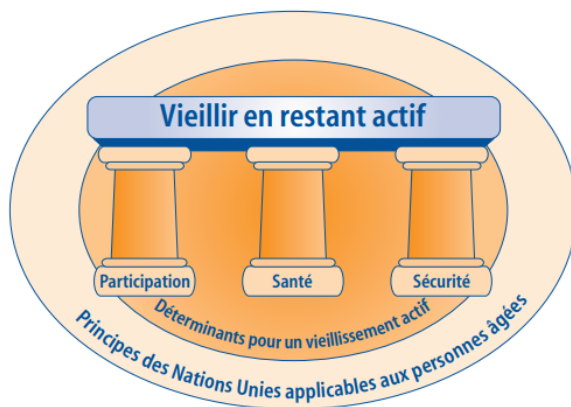 Vieillir en restant actif
Participation
Santé
Sécurité
Déterminants pour un vieillissement actif
Principes des Nations Unies applicables aux personnes âgées